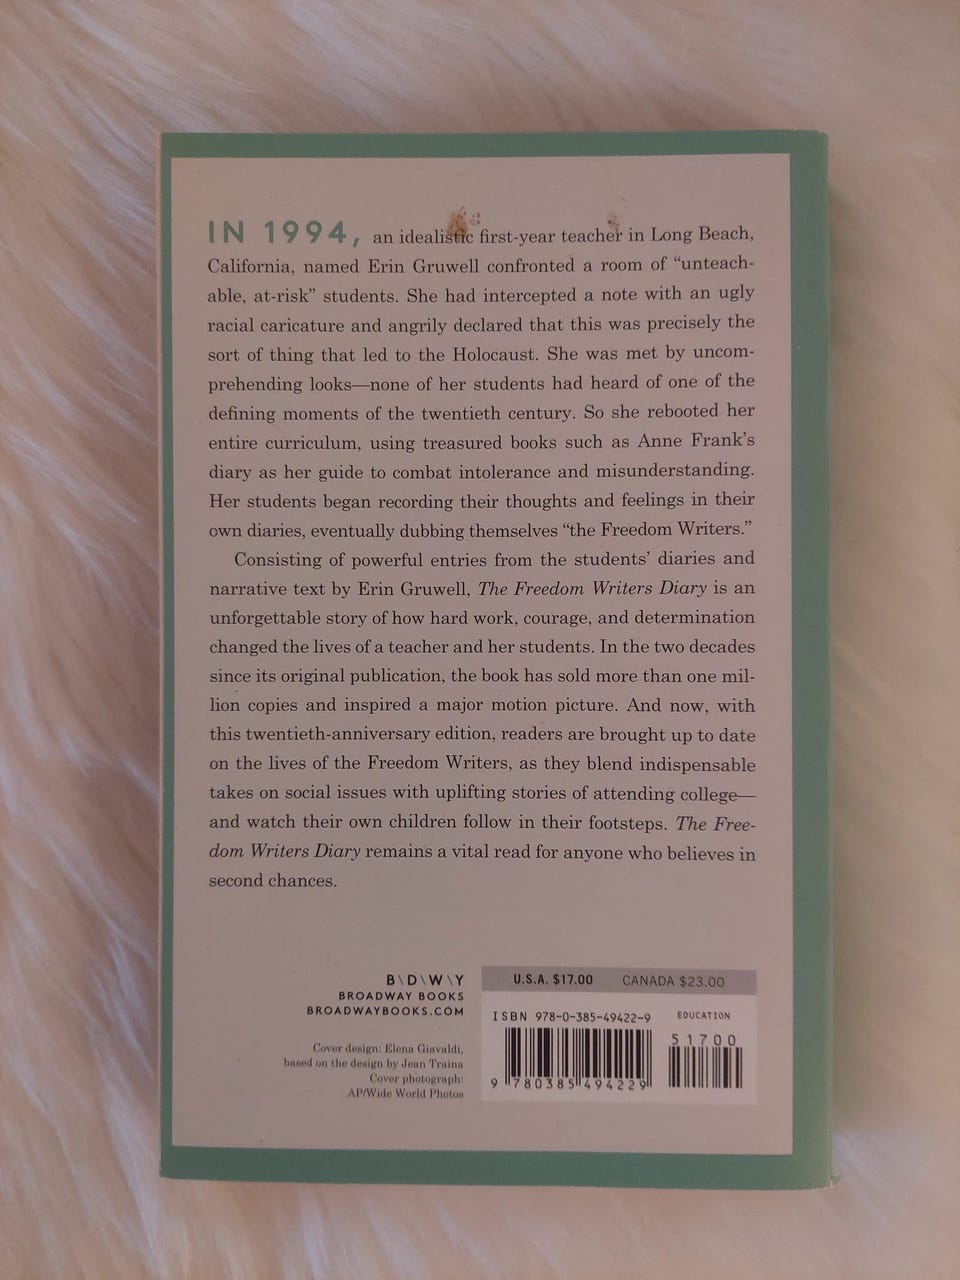 IN 1994, an idealistic first-year teacher in Long Beach,
California, named Erin Gruwell confronted a room of “unteach-
able, at-risk” students. She had intercepted a note with an ugly
racial caricature and angrily declared that this was precisely the
sort of thing that led to the Holocaust. She was met by uncom-
prehending looks—none of her students had heard of one of the
defining moments of the twentieth century. So she rebooted her
entire curriculum, using treasured books such as Anne Frank’s
diary as her guide to combat intolerance and misunderstanding.
Her students began recording their thoughts and feelings in their
own diaries, eventually dubbing themselves “the Freedom Writers.”
Consisting of powerful entries from the students’ diaries and
narrative text by Erin Gruwell, The Freedom Writers Diary is an
unforgettable story of how hard work, courage, and determination
changed the lives of a teacher and her students. In the two decades
since its original publication, the book has sold more than one mil-
lion copies and inspired a major motion picture. And now, with
this twentieth-anniversary edition, readers are brought up to date
on the lives of the Freedom Writers, as they blend indispensable
takes on social issues with uplifting stories of attending college—
and watch their own children follow in their footsteps. The Free-
dom Writers Diary remains a vital read for anyone who believes in
second chances.
B\D\W\Y
BROADWAY BOOKS
BROADWAYBOOKS.COM
Cover design: Elena Giavaldi,
based on the design by Jean Traina
Cover photograph:
AP/Wide World Photos
U.S.A. $17.00 CANADA $23.00
ISBN 978-0-385-49422-9 EDUCATION
51700
9 780385 494229